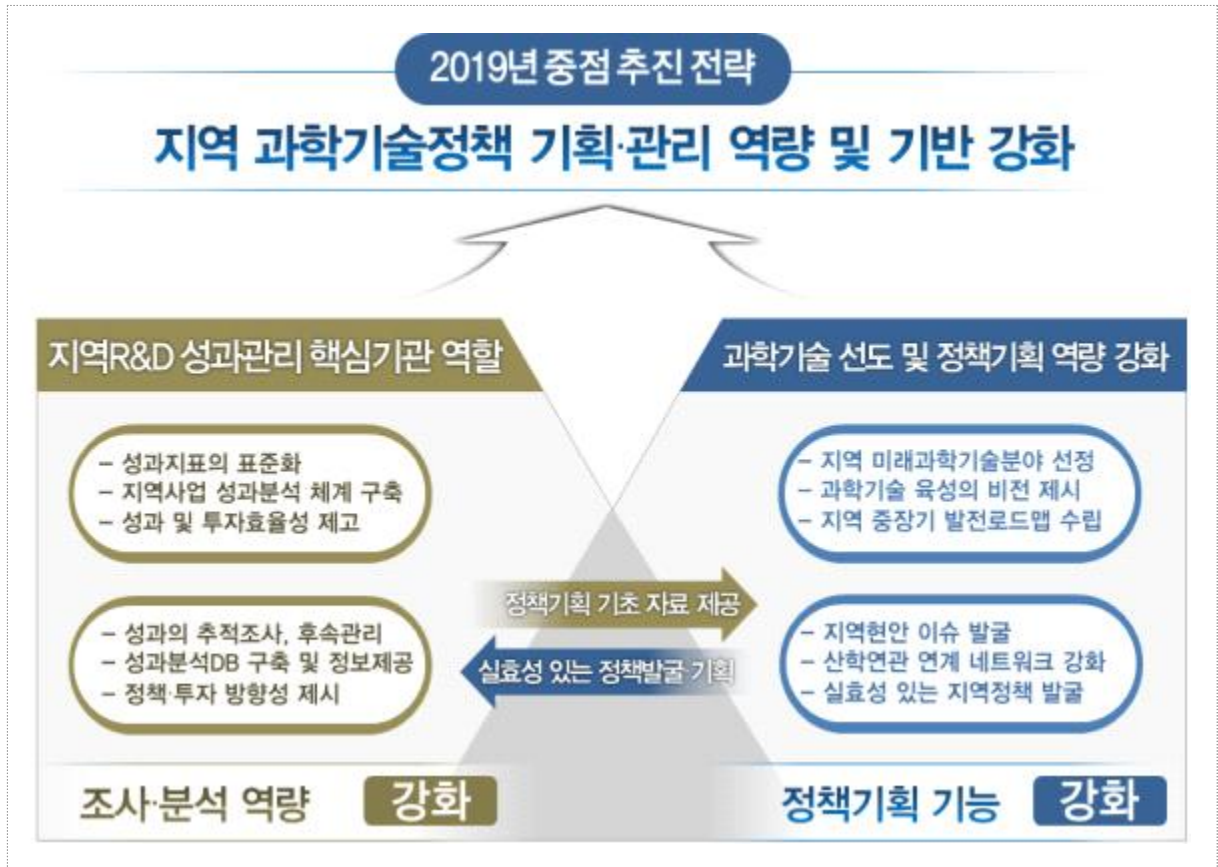 2019년 중점 추진 전략
지역 과학기술정책 기획·관리 역량 및 기반 강화
지역R&D 성과관리 핵심기관 역할
– 성과지표의 표준화
– 지역사업 성과분석 체계 구축
– 성과 및 투자효율성 제고
– 성과의 추적조사, 후속관리
– 성과분석DB 구축 및 정보제공
– 정책·투자 방향성 제시
조사·분석 역량 강화
정책기획 기초 자료 제공
실효성 있는 정책발굴·기획
과학기술 선도 및 정책기획 역량 강화
– 지역 미래과학기술분야 선정
– 과학기술 육성의 비전 제시
– 지역 중장기 발전로드맵 수립
– 지역현안 이슈 발굴
– 산학연관 연계 네트워크 강화
– 실효성 있는 지역정책 발굴
정책기획 기능 강화